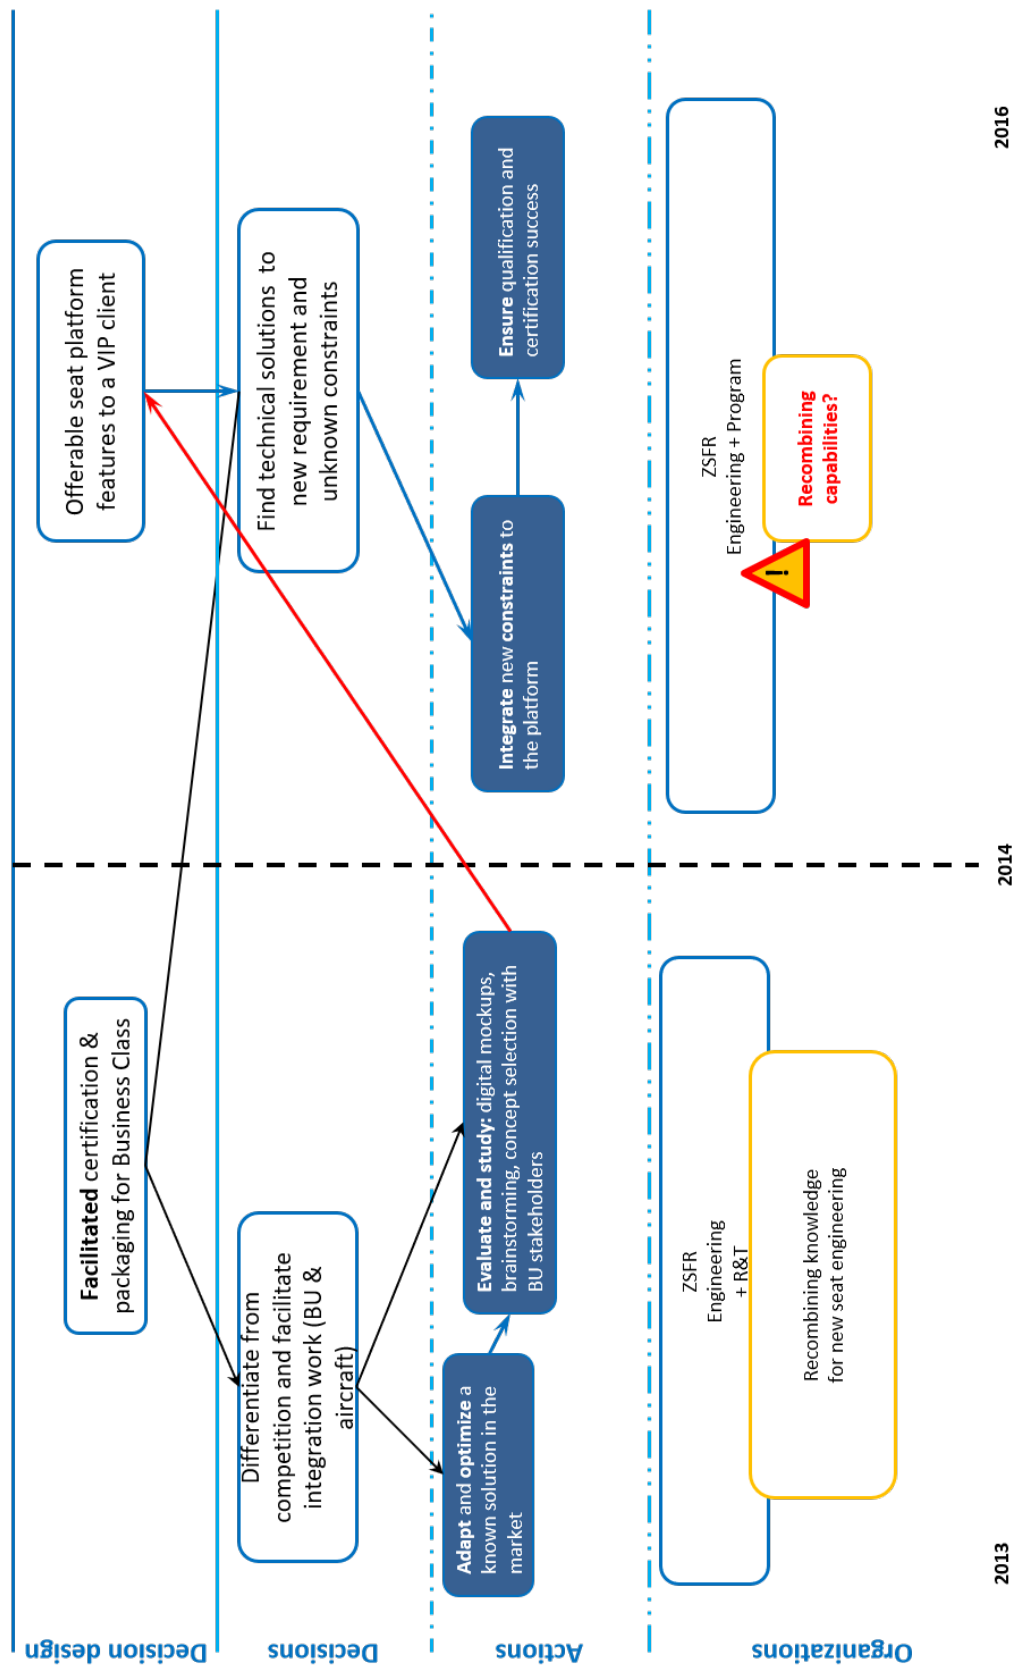 Decision design
Facilitated certification &
packaging for Business Class
Offerable seat platform
features to a VIP client
Decisions
Differentiate from
competition and facilitate
integration work (BU &
aircraft)
Find technical solutions to
new requirement and
unknown constraints
Actions
Adapt and optimize a
known solution in the
market
Evaluate and study: digital mockups,
brainstorming, concept selection with
BU stakeholders
Integrate new constraints to
the platform
Ensure qualification and
certification success
Organizations
ZSFR
Engineering
+ R&T
Recombining knowledge
for new seat engineering
ZSFR
Engineering + Program
!
Recombining
capabilities?
2013
2014
2016